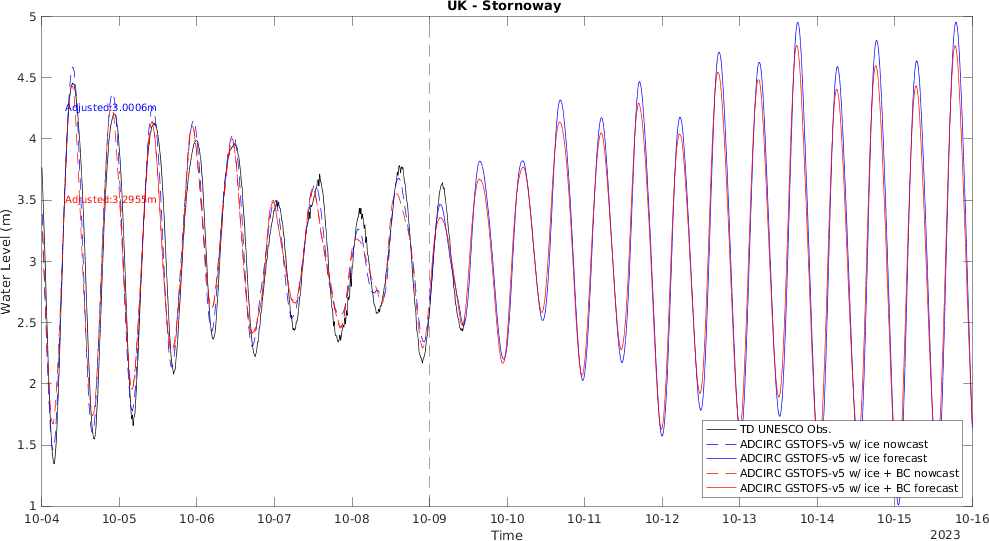 UK - Stornoway
5
4.5
4
3.5
3
2.5
2
1.5
1
Water Level (m)
Adjusted:3.0006m
Adjusted:3.2955m
TD UNESCO Obs.
ADCIRC GSTOFS-v5 w/ ice nowcast
ADCIRC GSTOFS-v5 w/ ice forecast
ADCIRC GSTOFS-v5 w/ ice + BC nowcast
ADCIRC GSTOFS-v5 w/ ice + BC forecast
10-04 10-05 10-06 10-07 10-08 10-09 10-10 10-11 10-12 10-13 10-14 10-15 10-16
Time
2023